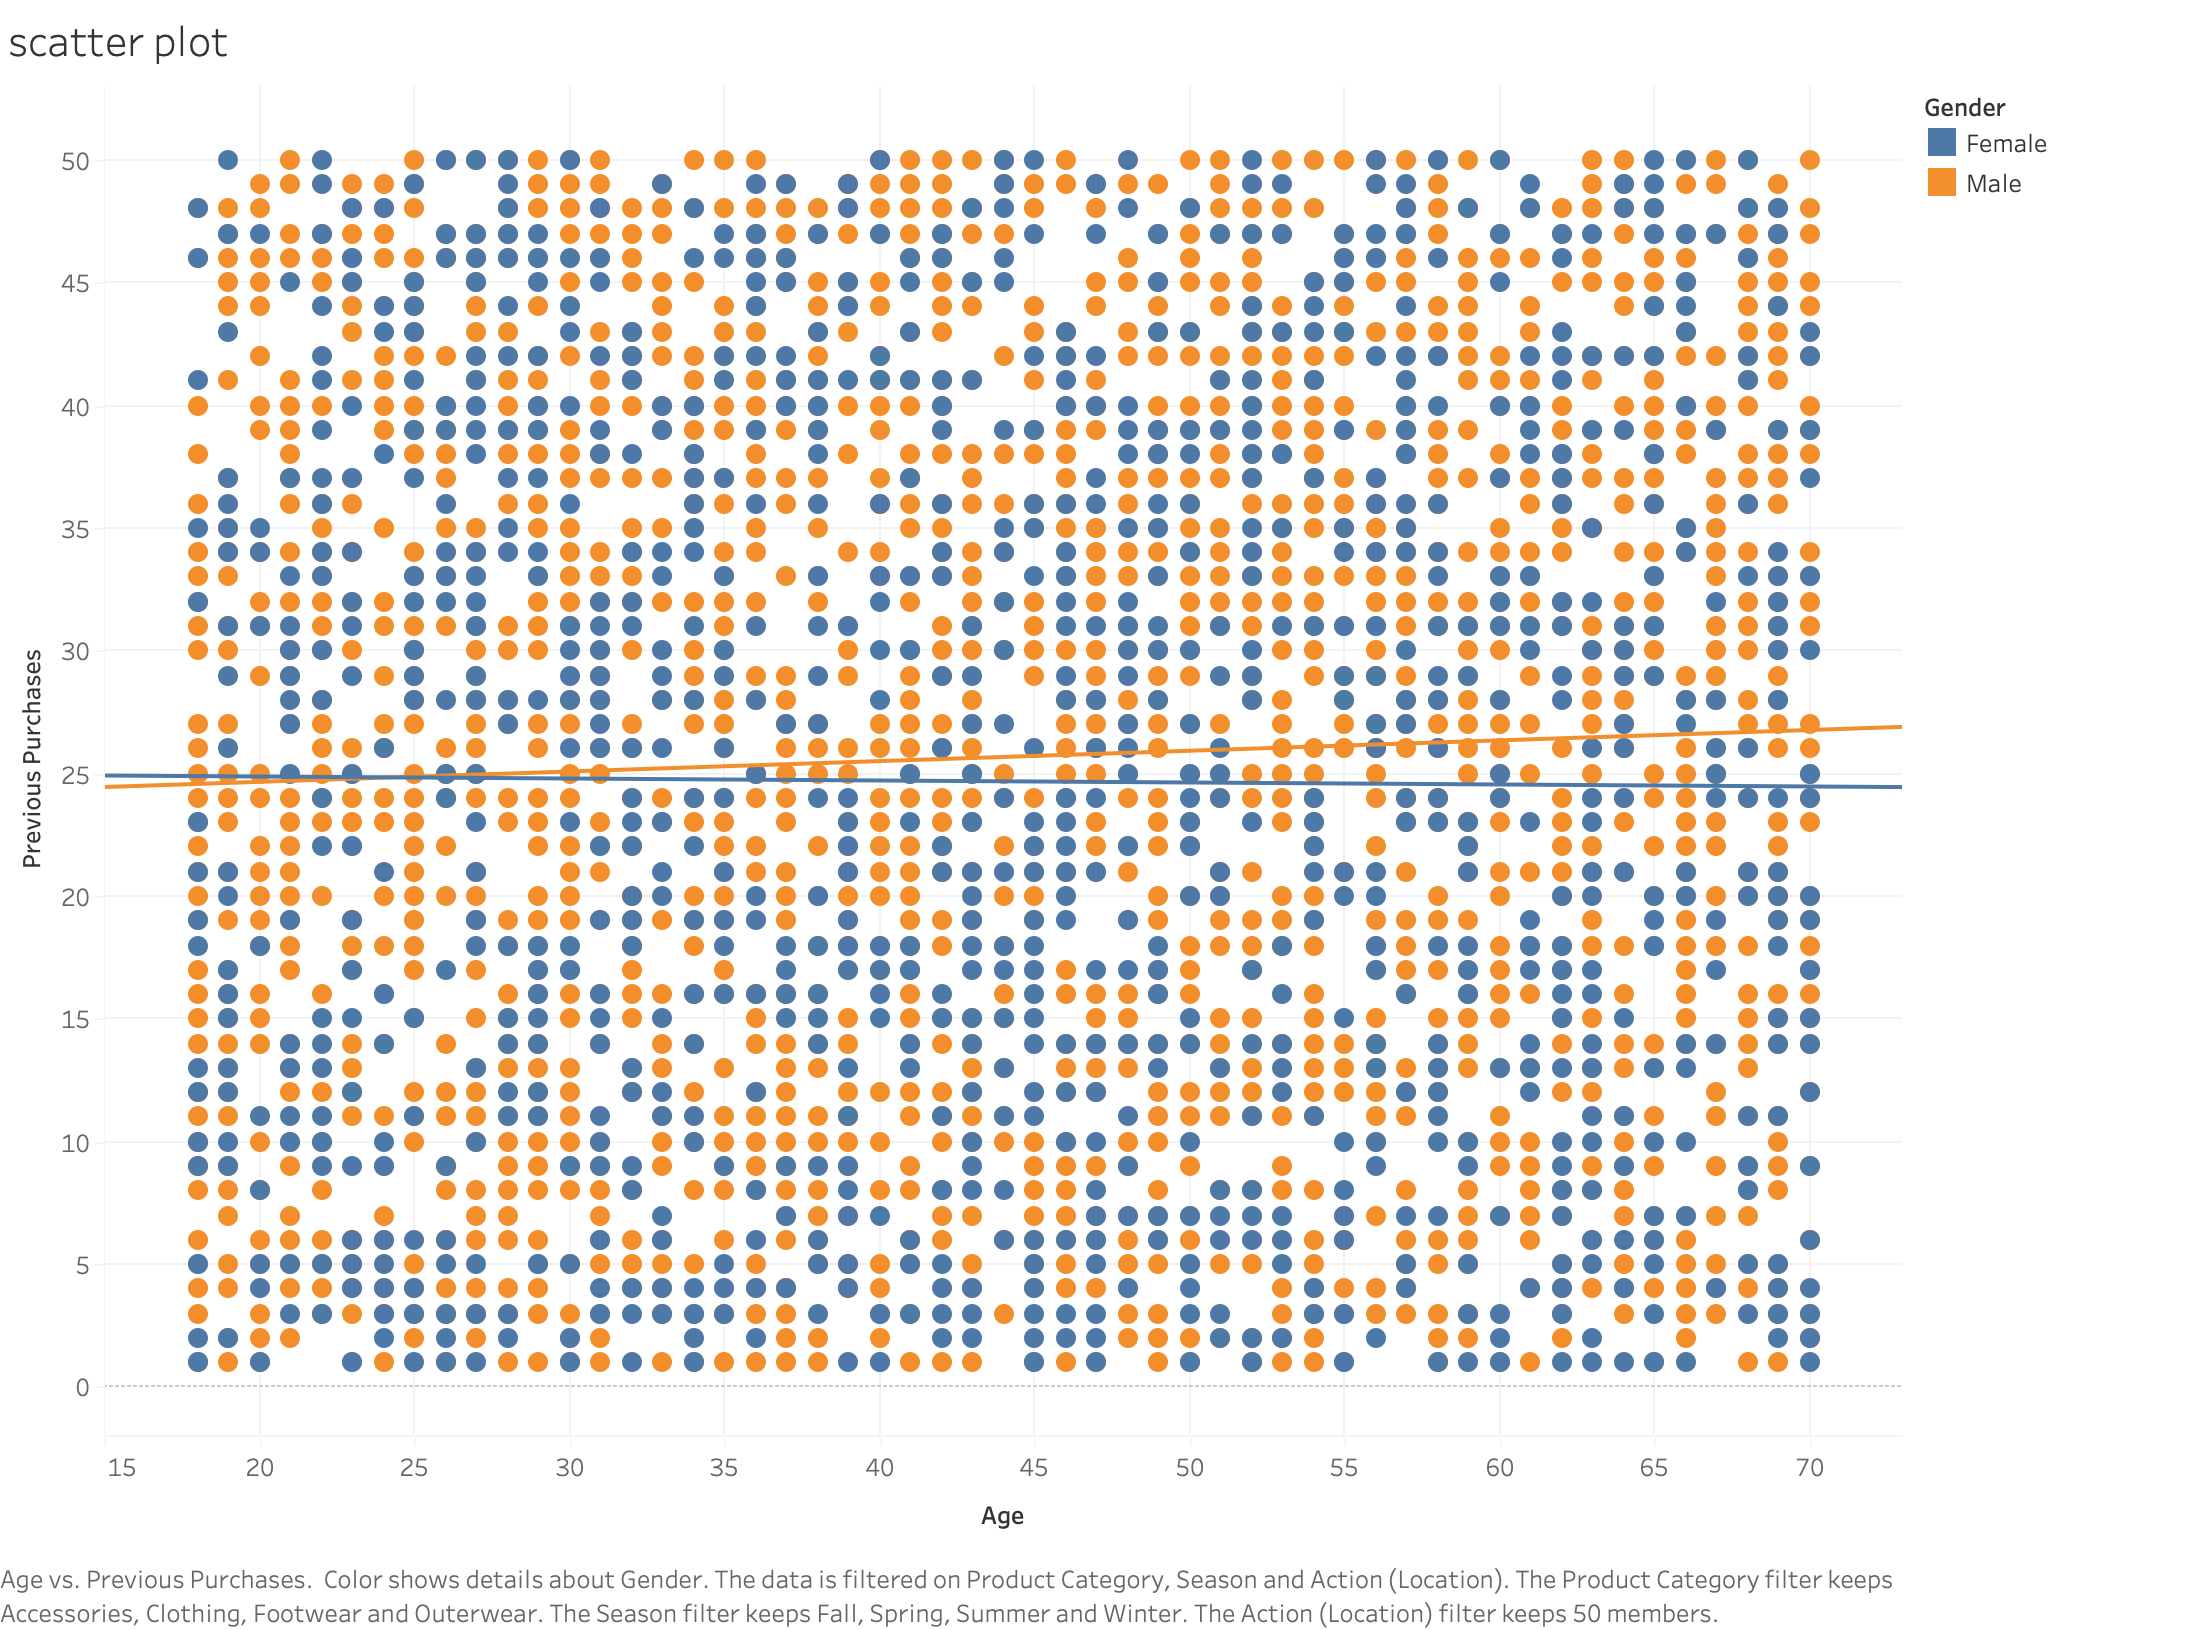 scatter plot
Gender
Female
Male
50
45
40
35
30
25
20
15
10
5
0
Previous Purchases
15 20 25 30 35 40 45 50 55 60 65 70
Age
Age vs. Previous Purchases.  Color shows details about Gender. The data is filtered on Product Category, Season and Action (Location). The Product Category filter keeps
Accessories, Clothing, Footwear and Outerwear. The Season filter keeps Fall, Spring, Summer and Winter. The Action (Location) filter keeps 50 members.